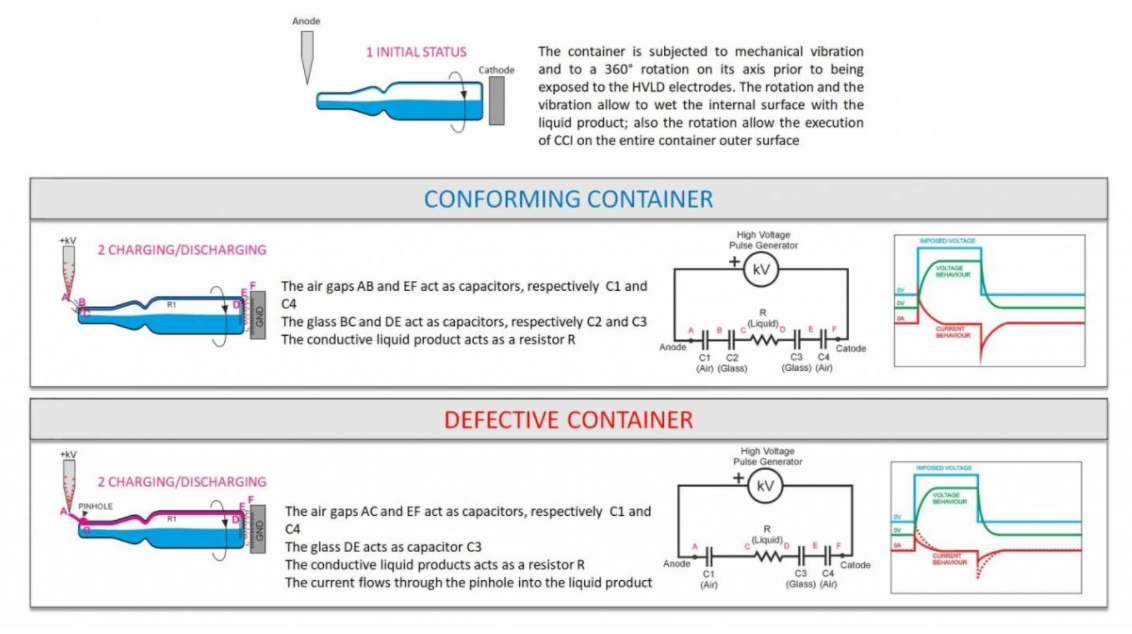 Anode
1 INITIAL STATUS
Cathode
The container is subjected to mechanical vibration
and to a 360° rotation on its axis prior to being
exposed to the HVLD electrodes. The rotation and the
vibration allow to wet the internal surface with the
liquid product; also the rotation allow the execution
of CCI on the entire container outer surface
CONFORMING CONTAINER
+kV
2 CHARGING/DISCHARGING
A
B
C
R1
D
E
F
GND
The air gaps AB and EF act as capacitors, respectively C1 and
C4
The glass BC and DE act as capacitors, respectively C2 and C3
The conductive liquid product acts as a resistor R
High Voltage
Pulse Generator
+
kV
R
(Liquid)
A B C D E F
Anode
Catode
C1 C2 C3 C4
(Air) (Glass) (Glass) (Air)
IMPOSED VOLTAGE
VOLTAGE
BEHAVIOUR
0V
0V
0A
CURRENT
BEHAVIOUR
DEFECTIVE CONTAINER
+kV
2 CHARGING/DISCHARGING
A
PINHOLE
C
R1
D
E
F
GND
The air gaps AC and EF act as capacitors, respectively C1 and
C4
The glass DE acts as capacitor C3
The conductive liquid products acts as a resistor R
The current flows through the pinhole into the liquid product
High Voltage
Pulse Generator
+
kV
R
(Liquid)
A C D E F
Anode
Catode
C1 C3 C4
(Air) (Glass) (Air)
IMPOSED VOLTAGE
VOLTAGE
BEHAVIOUR
0V
0V
0A
CURRENT
BEHAVIOUR